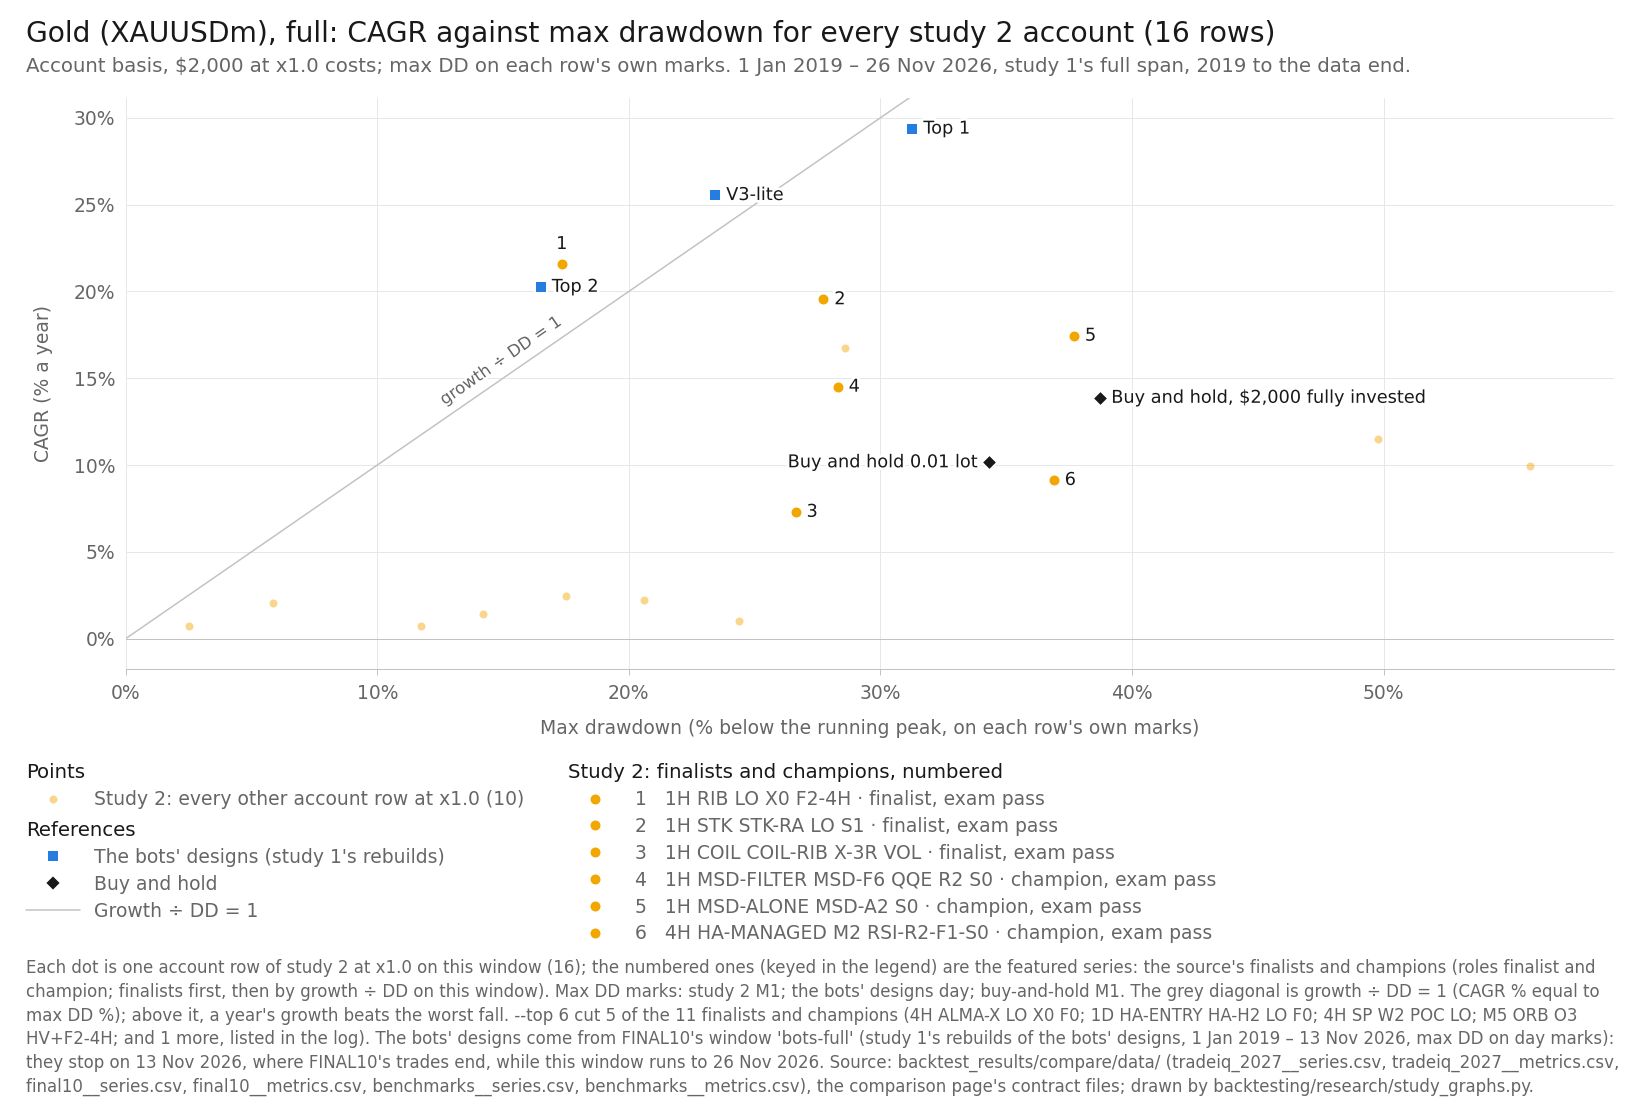 Gold (XAUUSDm), full: CAGR against max drawdown for every study 2 account (16 rows)
Account basis, $2,000 at x1.0 costs; max DD on each row's own marks. 1 Jan 2019 – 26 Nov 2026, study 1's full span, 2019 to the data end.
30%
Top 1
V3-lite
25%
1
Top 2
20%
2
growth ÷ DD = 1
5
CAGR (% a year)
15%
4
Buy and hold, $2,000 fully invested
10%
Buy and hold 0.01 lot
6
3
5%
0%
0%
10%
20%
30%
40%
50%
Max drawdown (% below the running peak, on each row's own marks)
Points
Study 2: every other account row at x1.0 (10)
References
The bots' designs (study 1's rebuilds)
Buy and hold
Growth ÷ DD = 1
Study 2: finalists and champions, numbered
1 1H RIB LO X0 F2-4H · finalist, exam pass
2 1H STK STK-RA LO S1 · finalist, exam pass
3 1H COIL COIL-RIB X-3R VOL · finalist, exam pass
4 1H MSD-FILTER MSD-F6 QQE R2 S0 · champion, exam pass
5 1H MSD-ALONE MSD-A2 S0 · champion, exam pass
6 4H HA-MANAGED M2 RSI-R2-F1-S0 · champion, exam pass
Each dot is one account row of study 2 at x1.0 on this window (16); the numbered ones (keyed in the legend) are the featured series: the source's finalists and champions (roles finalist and
champion; finalists first, then by growth ÷ DD on this window). Max DD marks: study 2 M1; the bots' designs day; buy-and-hold M1. The grey diagonal is growth ÷ DD = 1 (CAGR % equal to
max DD %); above it, a year's growth beats the worst fall. --top 6 cut 5 of the 11 finalists and champions (4H ALMA-X LO X0 F0; 1D HA-ENTRY HA-H2 LO F0; 4H SP W2 POC LO; M5 ORB O3
HV+F2-4H; and 1 more, listed in the log). The bots' designs come from FINAL10's window 'bots-full' (study 1's rebuilds of the bots' designs, 1 Jan 2019 – 13 Nov 2026, max DD on day marks):
they stop on 13 Nov 2026, where FINAL10's trades end, while this window runs to 26 Nov 2026. Source: backtest_results/compare/data/ (tradeiq_2027__series.csv, tradeiq_2027__metrics.csv,
final10__series.csv, final10__metrics.csv, benchmarks__series.csv, benchmarks__metrics.csv), the comparison page's contract files; drawn by backtesting/research/study_graphs.py.